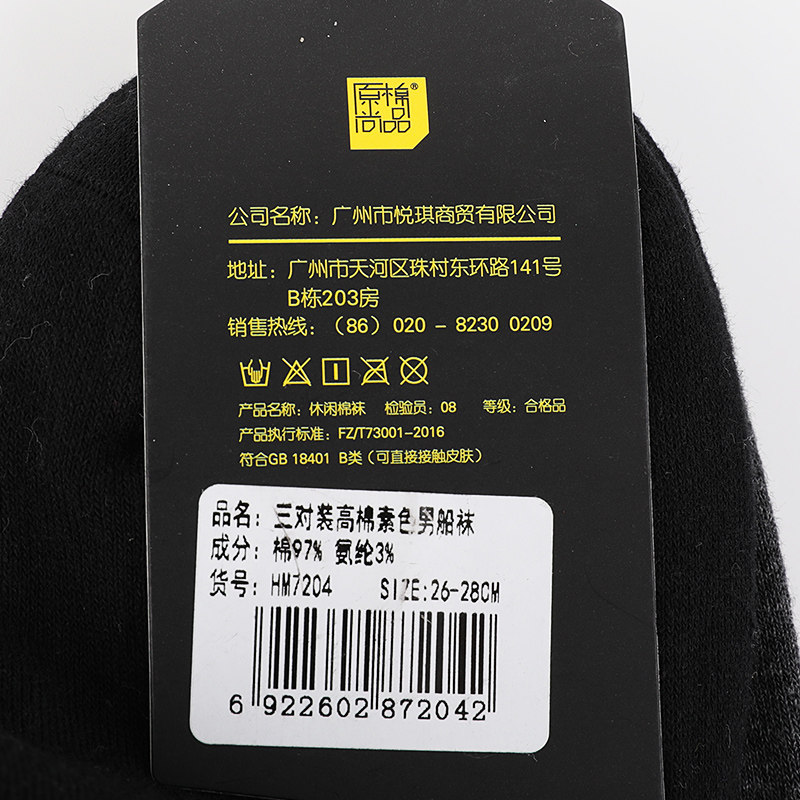 原棉®
尚品
公司名称：广州市悦琪商贸有限公司
地址：广州市天河区珠村东环路141号
B栋203房
销售热线：（86）020 - 8230 0209
产品名称：休闲棉袜 检验员：08 等级：合格品
产品执行标准：FZ/T73001-2016
符合GB 18401 B类（可直接接触皮肤）
品名：三对装高棉素色男船袜
成分：棉97% 氨纶3%
货号：HM7204 SIZE:26-28CM
6 922602 872042